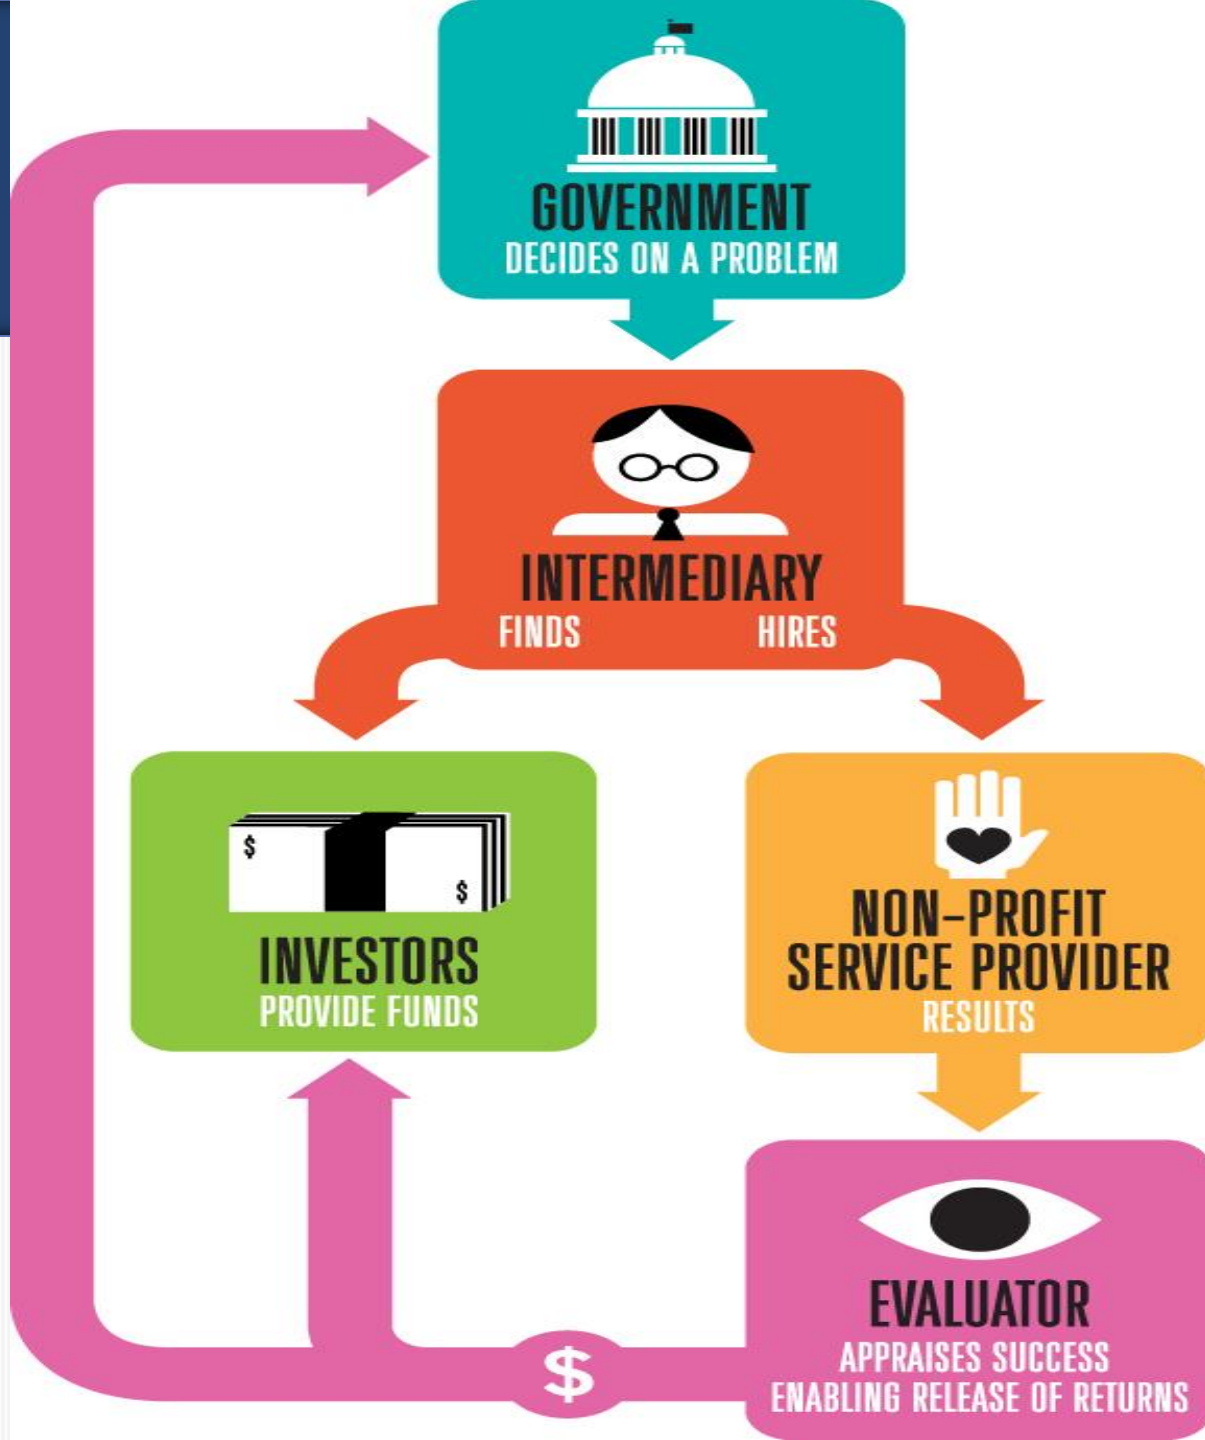 GOVERNMENT
DECIDES ON A PROBLEM
INTERMEDIARY
FINDS HIRES
$
$
INVESTORS
PROVIDE FUNDS
NON-PROFIT
SERVICE PROVIDER
RESULTS
EVALUATOR
APPRAISES SUCCESS
ENABLING RELEASE OF RETURNS
$